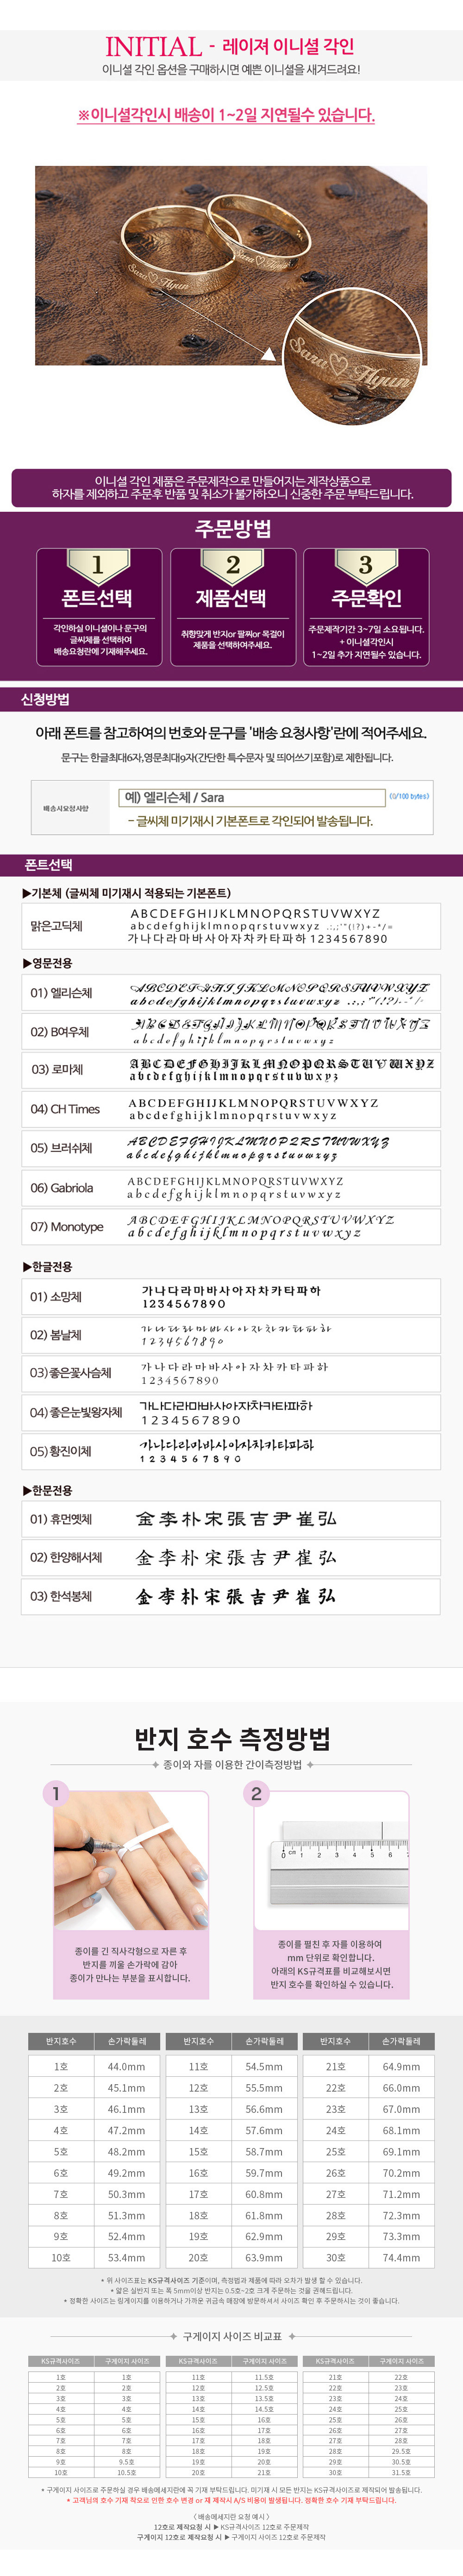 INITIAL - 레이져 이니셜 각인
이니셜 각인 옵션을 구매하시면 예쁜 이니셜을 새겨드려요!
※이니셜각인시 배송이 1~2일 지연될수 있습니다.
Sara♡Hyun
Sara♡Hyun
Sara♡Hyun
이니셜 각인 제품은 주문제작으로 만들어지는 제작상품으로
하자를 제외하고 주문후 반품 및 취소가 불가하오니 신중한 주문 부탁드립니다.
주문방법
1
폰트선택
각인하실 이니셜이나 문구의
글씨체를 선택하여
배송요청란에 기재해주세요.
2
제품선택
취향맞게 반지or 팔찌or 목걸이
제품을 선택하여주세요.
3
주문확인
주문제작기간 3~7일 소요됩니다.
+ 이니셜각인시
1~2일 추가 지연될수 있습니다.
신청방법
아래 폰트를 참고하여의 번호와 문구를 '배송 요청사항'란에 적어주세요.
문구는 한글최대6자,영문최대9자(간단한 특수문자 및 띄어쓰기포함)로 제한됩니다.
배송시요청사항
예) 엘리슨체 / Sara
(0/100 bytes)
- 글씨체 미기재시 기본폰트로 각인되어 발송됩니다.
폰트선택
▶기본체 (글씨체 미기재시 적용되는 기본폰트)
맑은고딕체
ABCDEFGHIJKLMNOPQRSTUVWXYZ
abcdefghijklmnopqrstuvwxyz .:,;'"(!?)+-*/=
가나다라마바사아자차카타파하 1234567890
▶영문전용
01) 엘리슨체
ABCDEFGHIJKLMNOPQRSTUVWXYZ
abcdefghijklmnopqrstuvwxyz
02) B여우체
ABCDEFGHIJKLMNOPQRSTUVWXYZ
abcdefghijklmnopqrstuvwxyz
03) 로마체
ABCDEFGHIJKLMNOPQRSTUVWXYZ
abcdefghijklmnopqrstuvwxyz
04) CH Times
ABCDEFGHIJKLMNOPQRSTUVWXYZ
abcdefghijklmnopqrstuvwxyz
05) 브러쉬체
ABCDEFGHIJKLMNOPQRSTUVWXYZ
abcdefghijklmnopqrstuvwxyz
06) Gabriola
ABCDEFGHIJKLMNOPQRSTUVWXYZ
abcdefghijklmnopqrstuvwxyz
07) Monotype
ABCDEFGHIJKLMNOPQRSTUVWXYZ
abcdefghijklmnopqrstuvwxyz
▶한글전용
01) 소망체
가나다라마바사아자차카타파하
1234567890
02) 봄날체
가나다라마바사아자차카타파하
1234567890
03) 좋은꽃사슴체
가나다라마바사아자차카타파하
1234567890
04) 좋은눈빛왕자체
가나다라마바사아자차카타파하
1234567890
05) 황진이체
가나다라마바사아자차카타파하
1234567890
▶한문전용
01) 휴먼옛체
金李朴宋張吉尹崔弘
02) 한양해서체
金李朴宋張吉尹崔弘
03) 한석봉체
金李朴宋張吉尹崔弘
반지 호수 측정방법
종이와 자를 이용한 간이측정방법
1
종이를 긴 직사각형으로 자른 후
반지를 끼울 손가락에 감아
종이가 만나는 부분을 표시합니다.
2
0 cm 1 2 3 4 5 6 7
종이를 펼친 후 자를 이용하여
mm 단위로 확인합니다.
아래의 KS규격표를 비교해보시면
반지 호수를 확인하실 수 있습니다.
반지호수 손가락둘레 반지호수 손가락둘레 반지호수 손가락둘레
1호 44.0mm 11호 54.5mm 21호 64.9mm
2호 45.1mm 12호 55.5mm 22호 66.0mm
3호 46.1mm 13호 56.6mm 23호 67.0mm
4호 47.2mm 14호 57.6mm 24호 68.1mm
5호 48.2mm 15호 58.7mm 25호 69.1mm
6호 49.2mm 16호 59.7mm 26호 70.2mm
7호 50.3mm 17호 60.8mm 27호 71.2mm
8호 51.3mm 18호 61.8mm 28호 72.3mm
9호 52.4mm 19호 62.9mm 29호 73.3mm
10호 53.4mm 20호 63.9mm 30호 74.4mm
* 위 사이즈표는 KS규격사이즈 기준이며, 측정법과 제품에 따라 오차가 발생 할 수 있습니다.
* 얇은 실반지 또는 폭 5mm이상 반지는 0.5호~2호 크게 주문하는 것을 권해드립니다.
* 정확한 사이즈는 링게이지를 이용하거나 가까운 귀금속 매장에 방문하셔서 사이즈 확인 후 주문하시는 것이 좋습니다.
구게이지 사이즈 비교표
KS규격사이즈 구게이지 사이즈 KS규격사이즈 구게이지 사이즈 KS규격사이즈 구게이지 사이즈
1호 1호 11호 11.5호 21호 22호
2호 2호 12호 12.5호 22호 23호
3호 3호 13호 13.5호 23호 24호
4호 4호 14호 14.5호 24호 25호
5호 5호 15호 16호 25호 26호
6호 6호 16호 17호 26호 27호
7호 7호 17호 18호 27호 28호
8호 8호 18호 19호 28호 29.5호
9호 9.5호 19호 20호 29호 30.5호
10호 10.5호 20호 21호 30호 31.5호
* 구게이지 사이즈로 주문하실 경우 배송메세지란에 꼭 기재 부탁드립니다. 미기재 시 모든 반지는 KS규격사이즈로 제작되어 발송됩니다.
* 고객님의 호수 기재 착오로 인한 호수 변경 or 재 제작시 A/S 비용이 발생됩니다. 정확한 호수 기재 부탁드립니다.
〈 배송메세지란 요청 예시 〉
12호로 제작요청 시 ▶ KS규격사이즈 12호로 주문제작
구게이지 12호로 제작요청 시 ▶ 구게이지 사이즈 12호로 주문제작